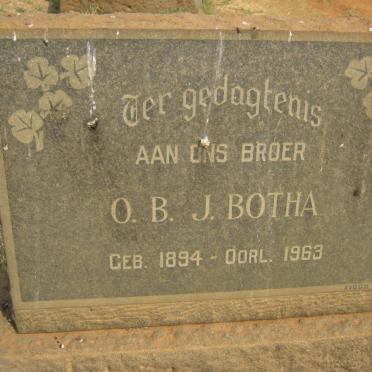 Ter gedagtenis
AAN ONS BROER
O. B. J. BOTHA
GEB. 1894 - OORL. 1963